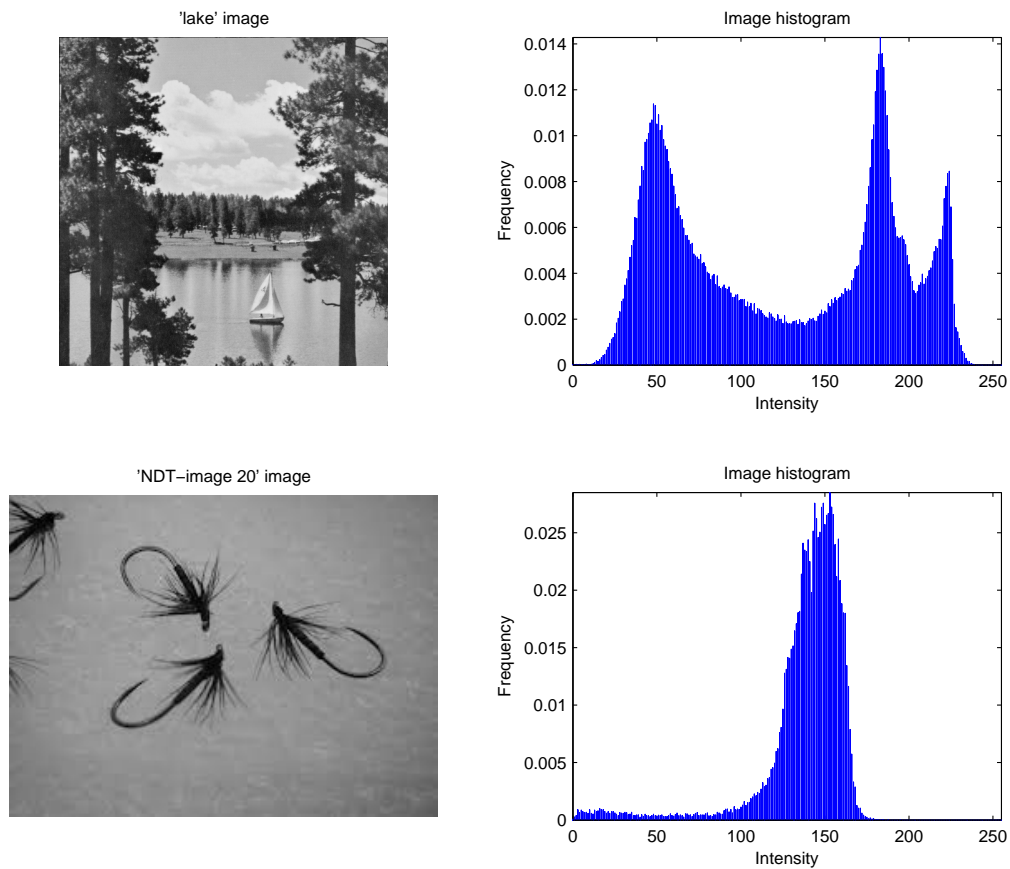 'lake' image
Image histogram
0.014
0.012
0.01
0.008
0.006
0.004
0.002
0
Frequency
0 50 100 150 200 250
Intensity
'NDT−image 20' image
Image histogram
0.025
0.02
0.015
0.01
0.005
0
Frequency
0 50 100 150 200 250
Intensity